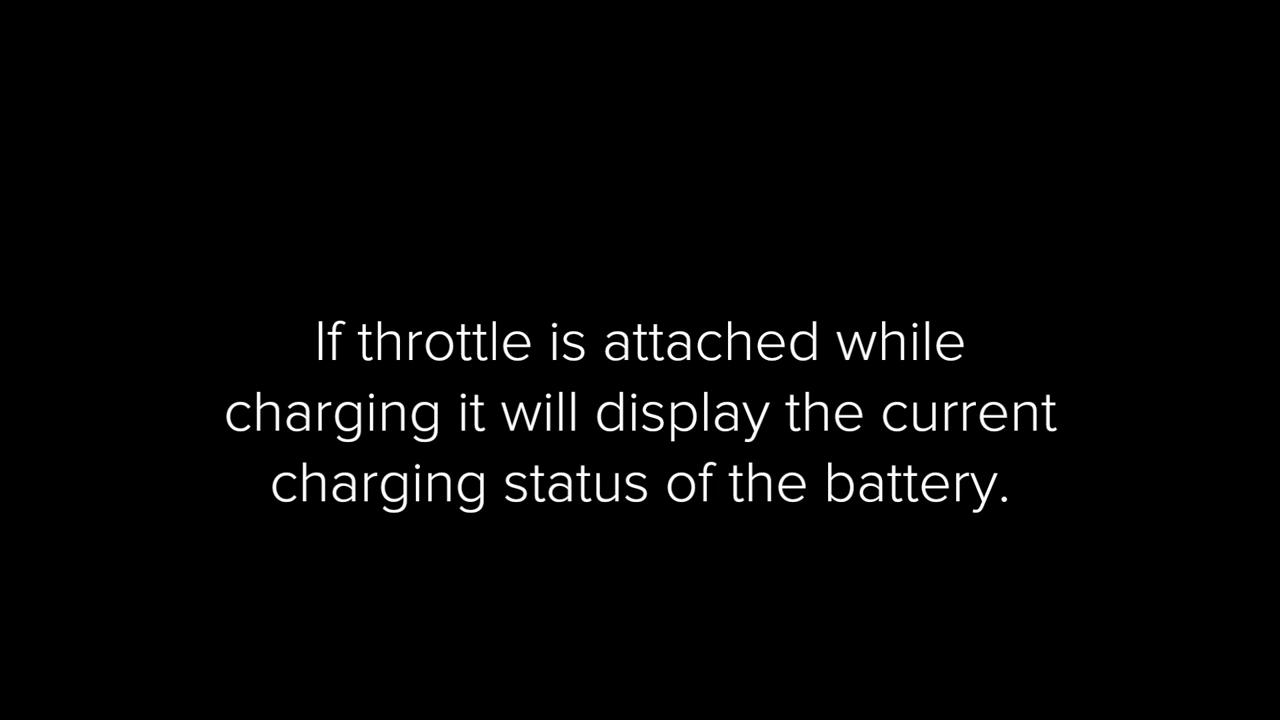 If throttle is attached while
charging it will display the current
charging status of the battery.